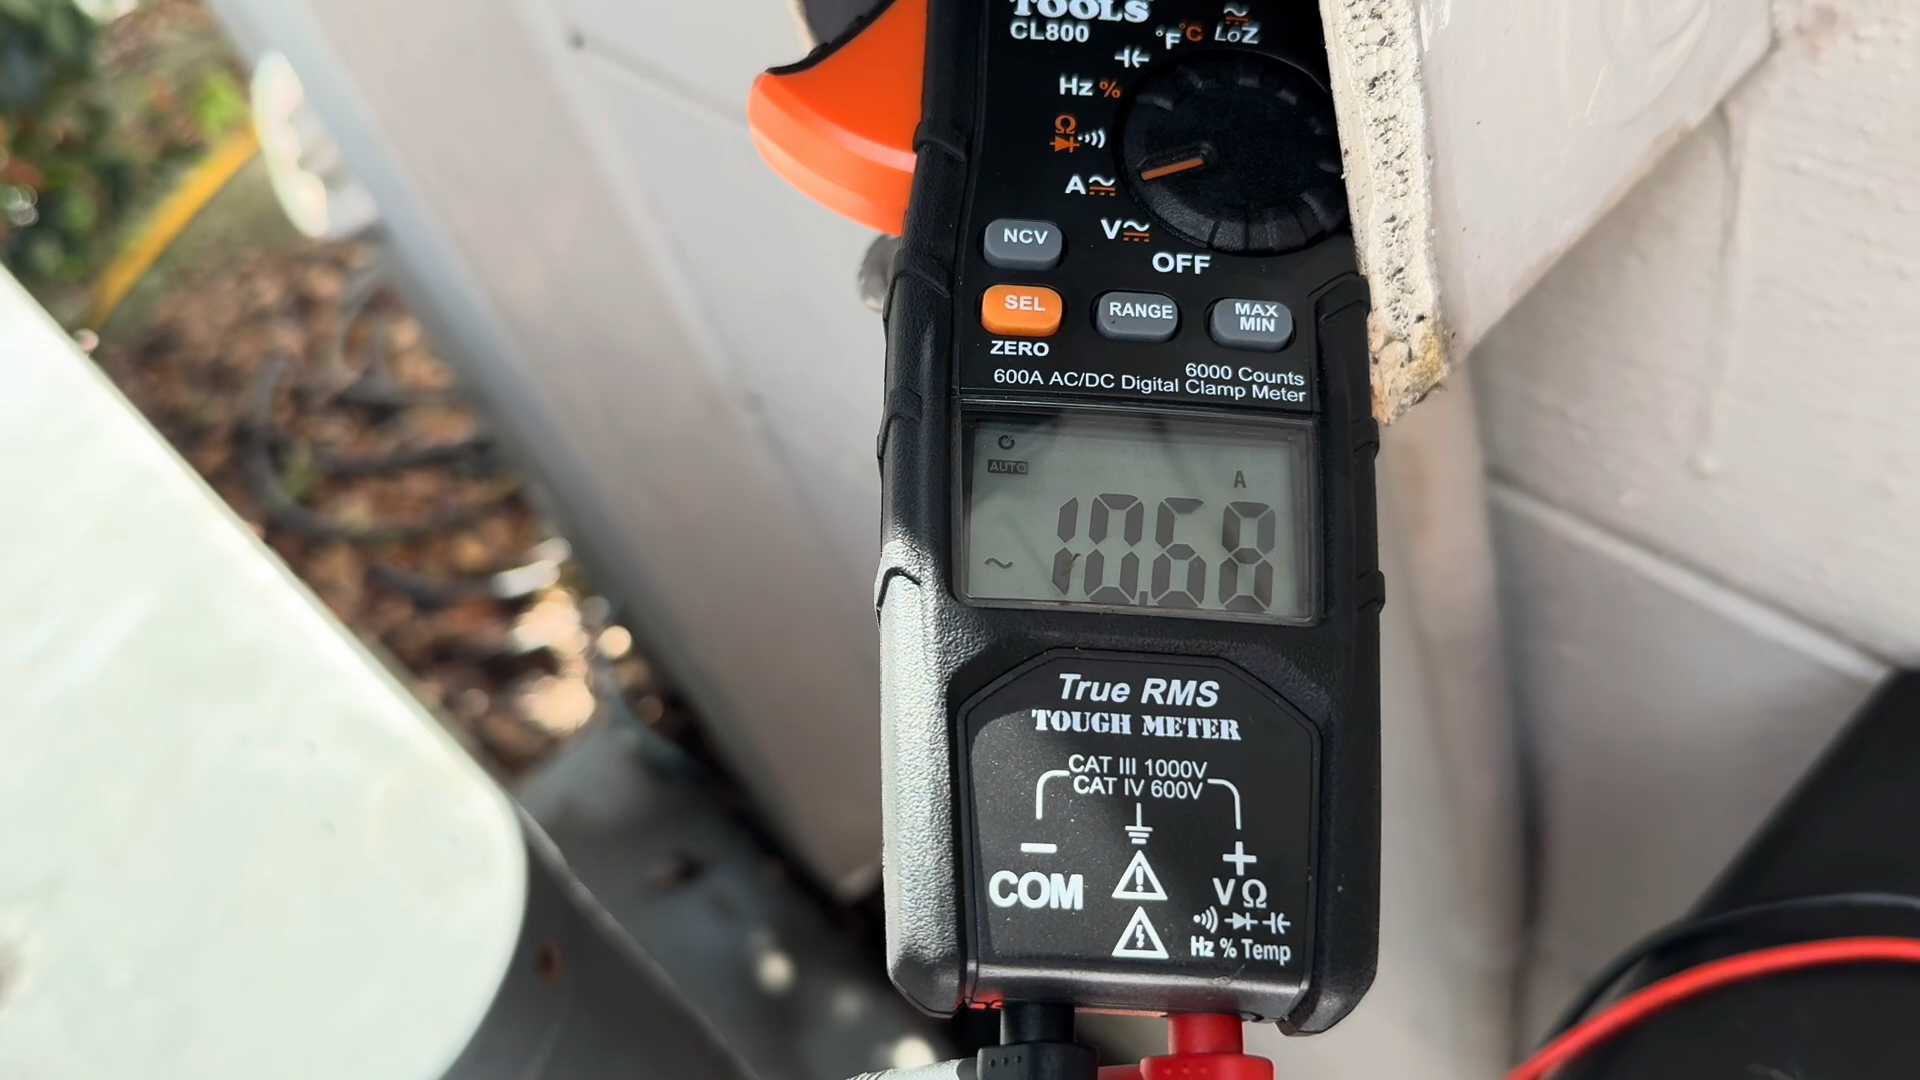 TOOLS
CL800
°F°C LoZ
Hz %
Ω
A
V
OFF
NCV
SEL
RANGE
MAX
MIN
ZERO
6000 Counts
600A AC/DC Digital Clamp Meter
AUTO
A
10.68
True RMS
TOUGH METER
CAT III 1000V
CAT IV 600V
COM
VΩ
Hz % Temp